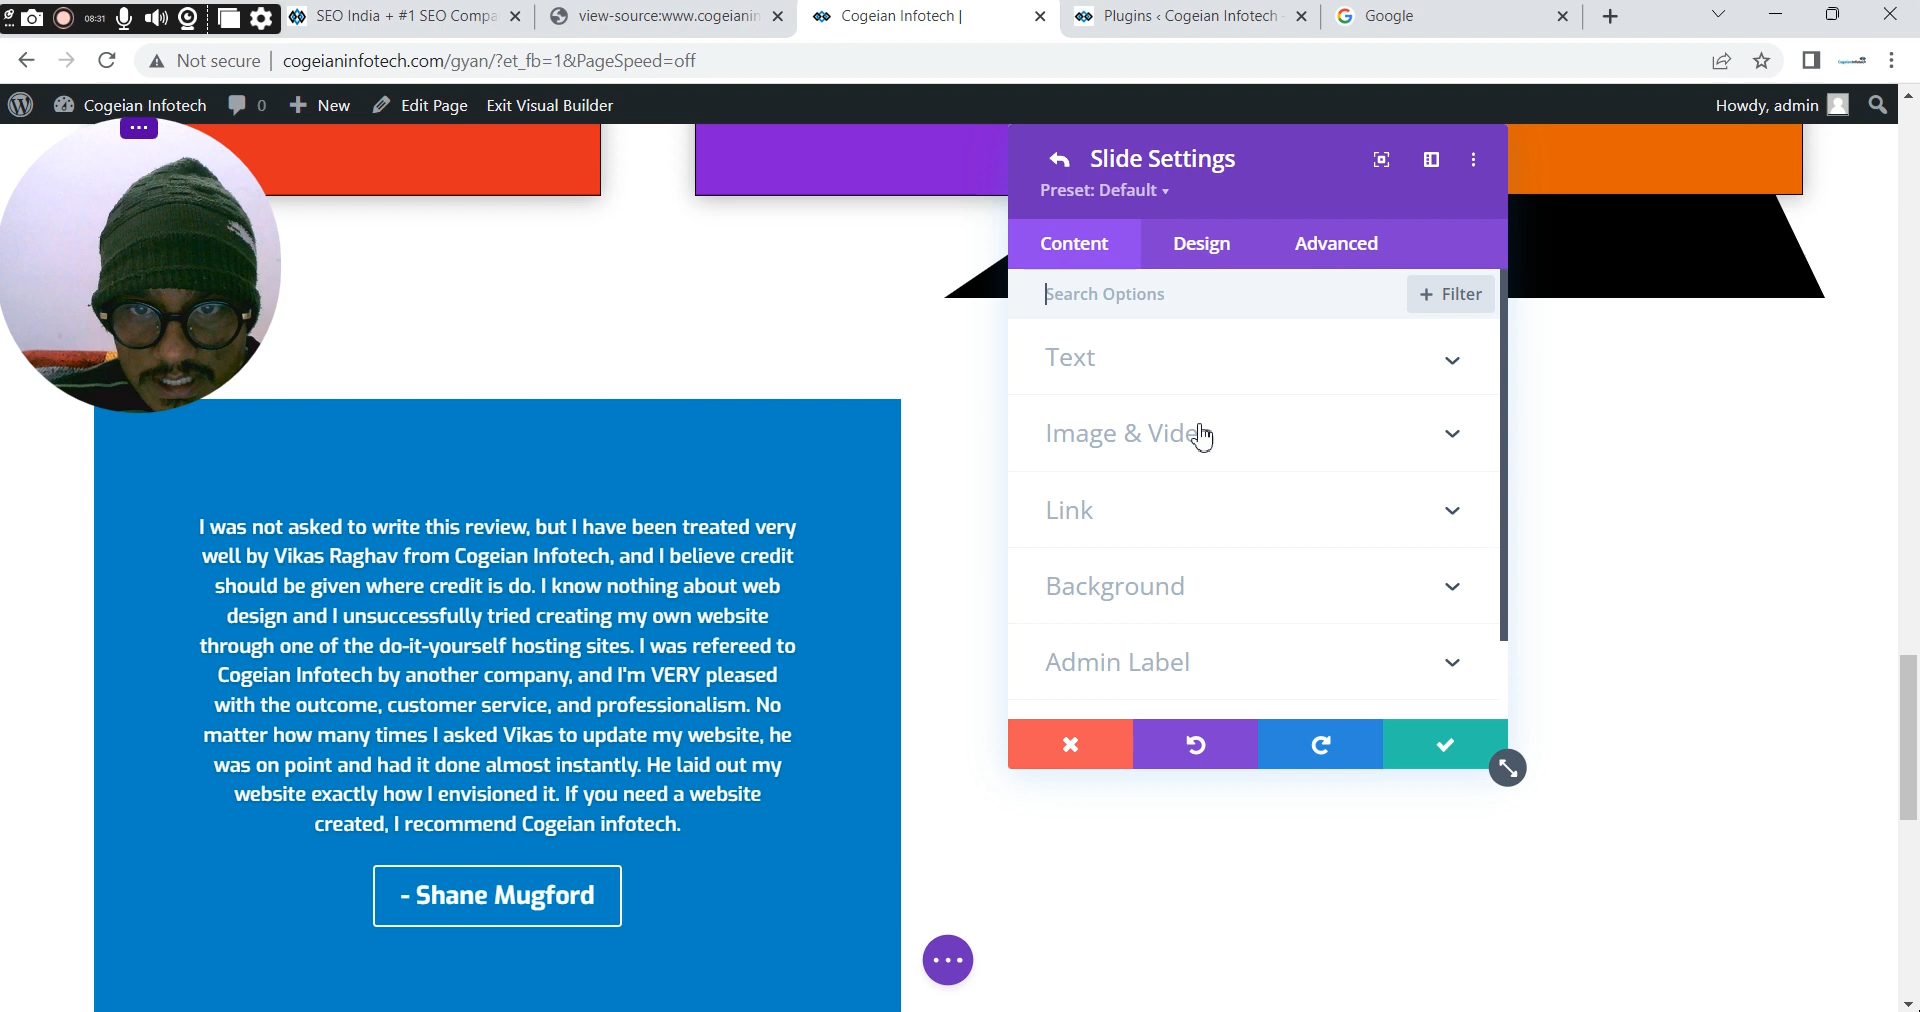 08:31
SEO India + #1 SEO Compa
view-source:www.cogeianin
Cogeian Infotech |
Plugins ‹ Cogeian Infotech
Google
Not secure
cogeianinfotech.com/gyan/?et_fb=1&PageSpeed=off
Cogeian Infotech
0
New
Edit Page
Exit Visual Builder
Howdy, admin
Slide Settings
Preset: Default
Content
Design
Advanced
Search Options
+ Filter
Text
Image & Vide
Link
Background
Admin Label
I was not asked to write this review, but I have been treated very
well by Vikas Raghav from Cogeian Infotech, and I believe credit
should be given where credit is do. I know nothing about web
design and I unsuccessfully tried creating my own website
through one of the do-it-yourself hosting sites. I was refereed to
Cogeian Infotech by another company, and I'm VERY pleased
with the outcome, customer service, and professionalism. No
matter how many times I asked Vikas to update my website, he
was on point and had it done almost instantly. He laid out my
website exactly how I envisioned it. If you need a website
created, I recommend Cogeian infotech.
- Shane Mugford